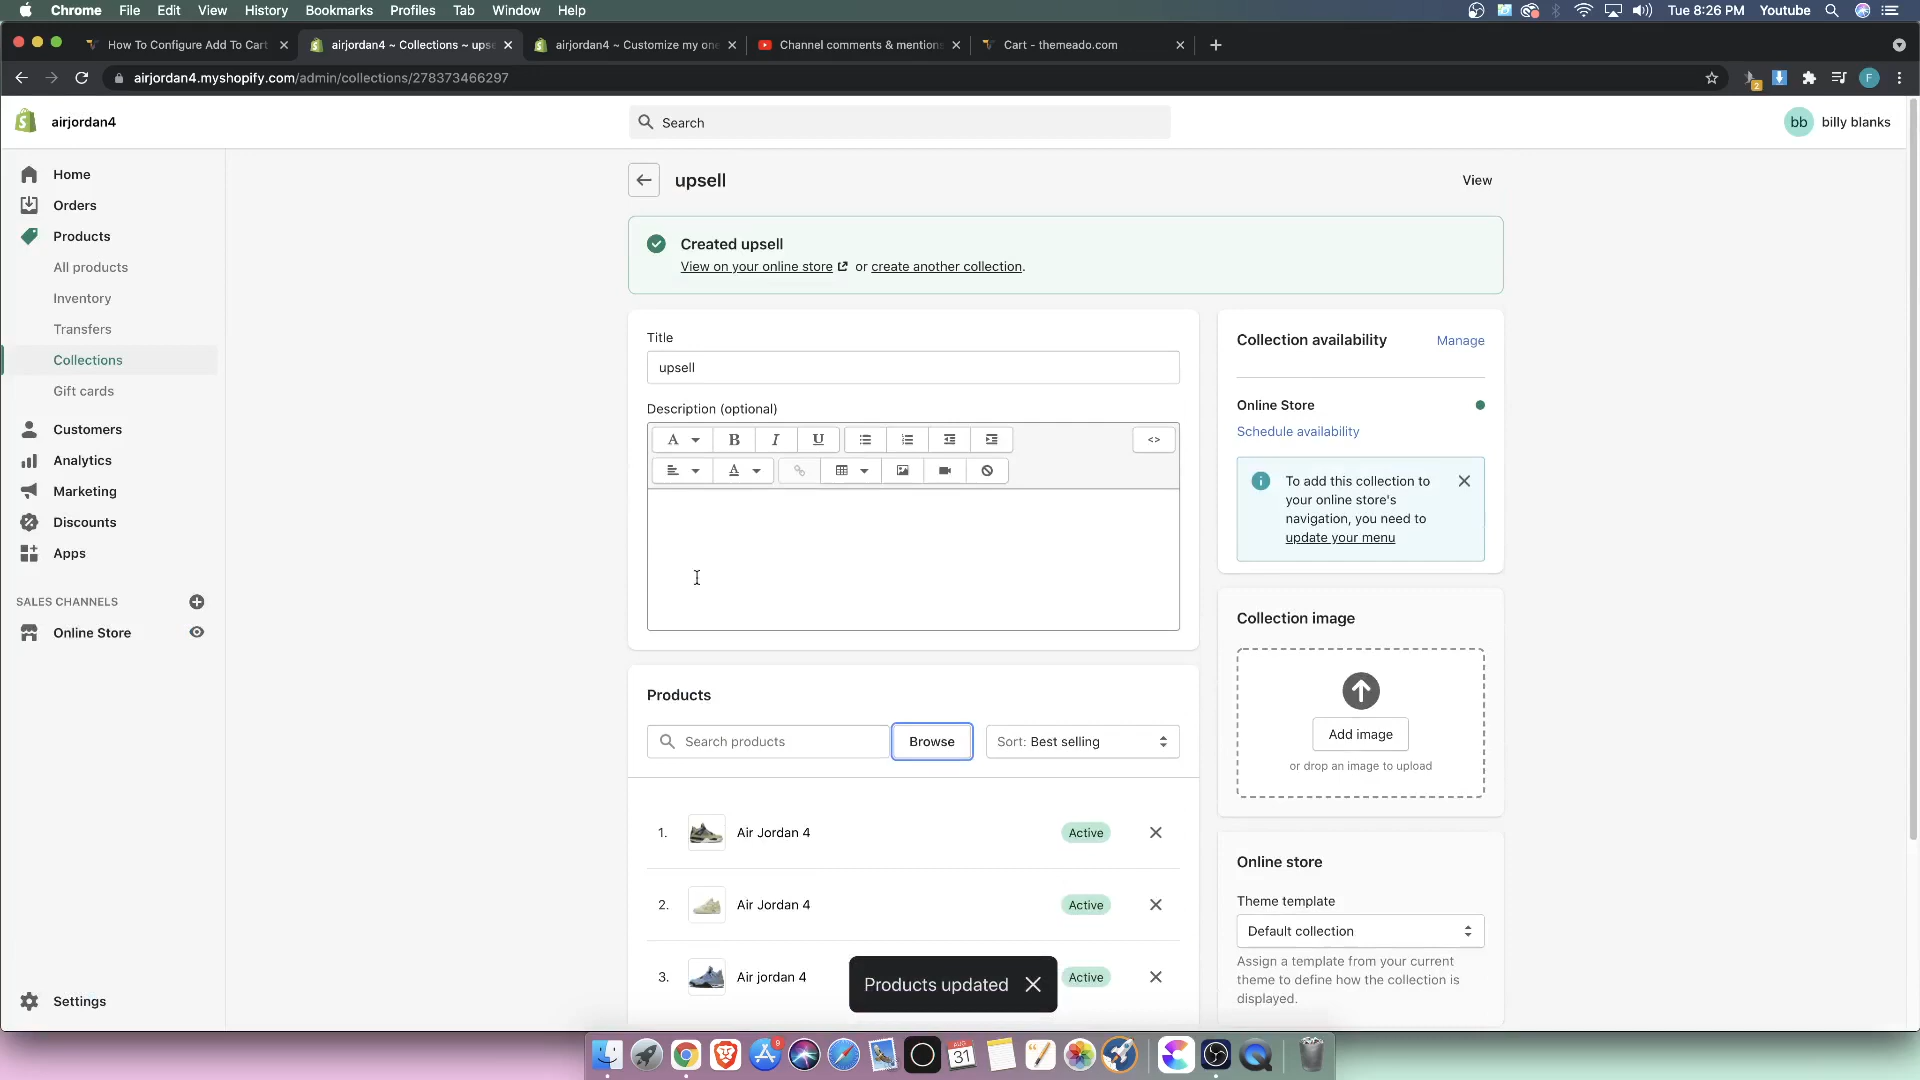 Chrome File Edit View History Bookmarks Profiles Tab Window Help
Tue 8:26 PM Youtube
How To Configure Add To Cart
airjordan4 ~ Collections ~ upse
airjordan4 ~ Customize my one
Channel comments & mentions
Cart - themeado.com
airjordan4.myshopify.com/admin/collections/278373466297
2
F
airjordan4
Search
bb billy blanks
Home
Orders
Products
All products
Inventory
Transfers
Collections
Gift cards
Customers
Analytics
Marketing
Discounts
Apps
SALES CHANNELS
Online Store
Settings
upsell
View
Created upsell
View on your online store or create another collection.
Title
upsell
Description (optional)
A B I U <>
A
Products
Search products
Browse
Sort: Best selling
1. Air Jordan 4 Active
2. Air Jordan 4 Active
3. Air jordan 4 Active
Products updated
Collection availability
Manage
Online Store
Schedule availability
To add this collection to
your online store's
navigation, you need to
update your menu
Collection image
Add image
or drop an image to upload
Online store
Theme template
Default collection
Assign a template from your current
theme to define how the collection is
displayed.
9
AUG
31